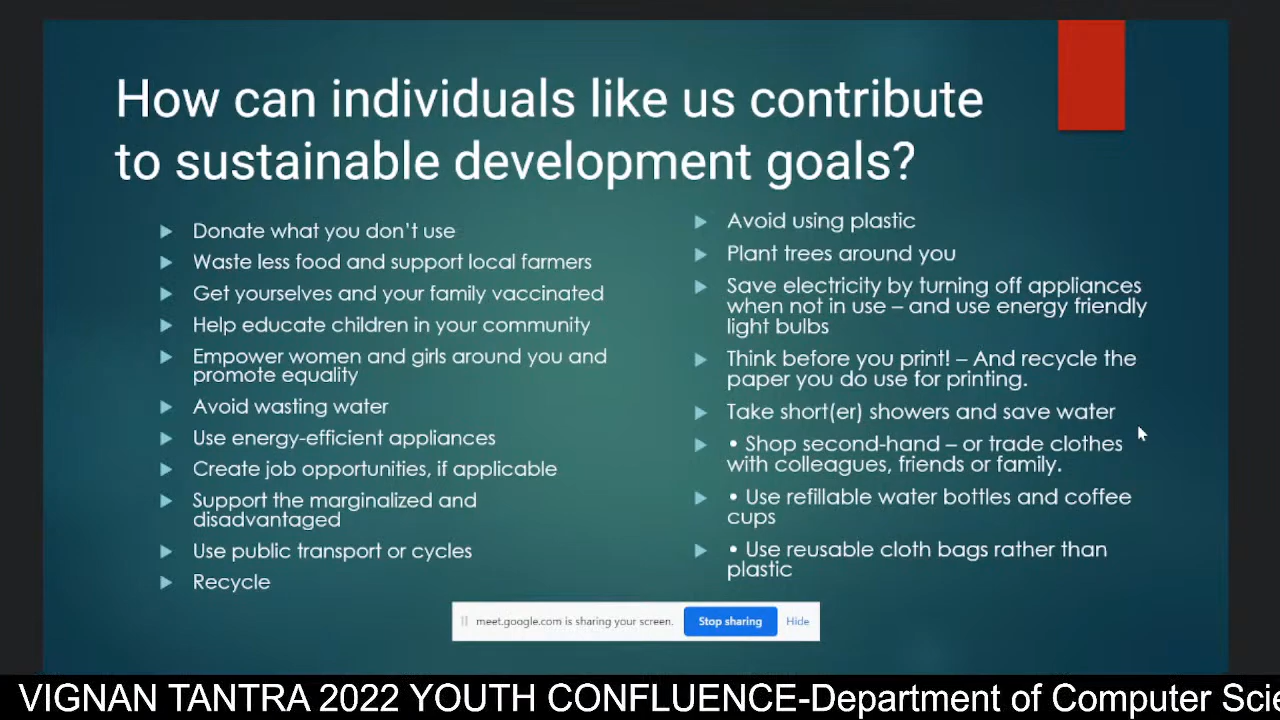 How can individuals like us contribute
to sustainable development goals?
Donate what you don't use
Waste less food and support local farmers
Get yourselves and your family vaccinated
Help educate children in your community
Empower women and girls around you and
promote equality
Avoid wasting water
Use energy-efficient appliances
Create job opportunities, if applicable
Support the marginalized and
disadvantaged
Use public transport or cycles
Recycle
Avoid using plastic
Plant trees around you
Save electricity by turning off appliances
when not in use – and use energy friendly
light bulbs
Think before you print! – And recycle the
paper you do use for printing.
Take short(er) showers and save water
• Shop second-hand – or trade clothes
with colleagues, friends or family.
• Use refillable water bottles and coffee
cups
• Use reusable cloth bags rather than
plastic
meet.google.com is sharing your screen. Stop sharing Hide
VIGNAN TANTRA 2022 YOUTH CONFLUENCE-Department of Computer Scie